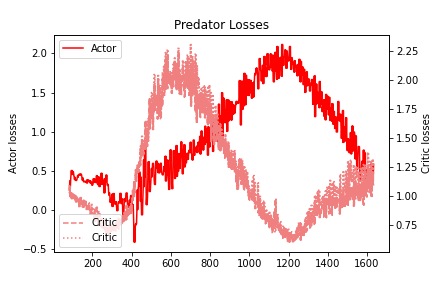 Predator Losses
Actor
2.0
1.5
1.0
0.5
0.0
−0.5
Actor losses
2.25
2.00
1.75
1.50
1.25
1.00
0.75
Critic losses
Critic
Critic
200 400 600 800 1000 1200 1400 1600